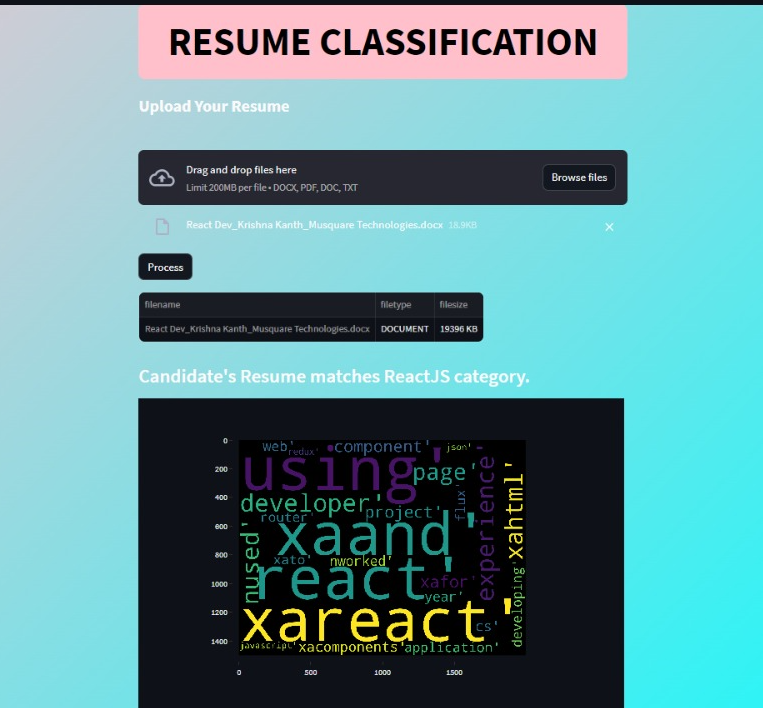 RESUME CLASSIFICATION
Upload Your Resume
Drag and drop files here
Limit 200MB per file • DOCX, PDF, DOC, TXT
Browse files
React Dev_Krishna Kanth_Musquare Technologies.docx 18.9KB
Process
filename filetype filesize
React Dev_Krishna Kanth_Musquare Technologies.docx DOCUMENT 19396 KB
Candidate's Resume matches ReactJS category.
0
200
400
600
800
1000
1200
1400
web'
redux'
component'
json'
using'
page'
developer'
flux'
experience'
xahtml'
project'
router'
xaand'
nused'
xato'
nworked'
react'
xafor'
year'
xareact'
cs'
developing'
javascript'
xacomponents'
application'
0 500 1000 1500